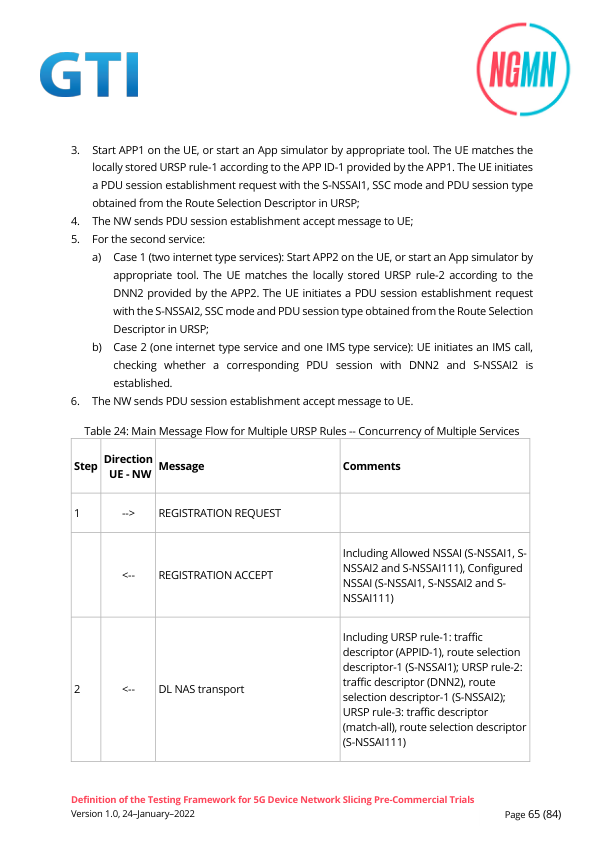 GTI
NGMN
3. Start APP1 on the UE, or start an App simulator by appropriate tool. The UE matches the
locally stored URSP rule-1 according to the APP ID-1 provided by the APP1. The UE initiates
a PDU session establishment request with the S-NSSAI1, SSC mode and PDU session type
obtained from the Route Selection Descriptor in URSP;
4. The NW sends PDU session establishment accept message to UE;
5. For the second service:
a) Case 1 (two internet type services): Start APP2 on the UE, or start an App simulator by
appropriate tool. The UE matches the locally stored URSP rule-2 according to the
DNN2 provided by the APP2. The UE initiates a PDU session establishment request
with the S-NSSAI2, SSC mode and PDU session type obtained from the Route Selection
Descriptor in URSP;
b) Case 2 (one internet type service and one IMS type service): UE initiates an IMS call,
checking whether a corresponding PDU session with DNN2 and S-NSSAI2 is
established.
6. The NW sends PDU session establishment accept message to UE.
Table 24: Main Message Flow for Multiple URSP Rules -- Concurrency of Multiple Services
Step
Direction
UE - NW
Message
Comments
1
-->
REGISTRATION REQUEST
<--
REGISTRATION ACCEPT
Including Allowed NSSAI (S-NSSAI1, S-
NSSAI2 and S-NSSAI111), Configured
NSSAI (S-NSSAI1, S-NSSAI2 and S-
NSSAI111)
2
<--
DL NAS transport
Including URSP rule-1: traffic
descriptor (APPID-1), route selection
descriptor-1 (S-NSSAI1); URSP rule-2:
traffic descriptor (DNN2), route
selection descriptor-1 (S-NSSAI2);
URSP rule-3: traffic descriptor
(match-all), route selection descriptor
(S-NSSAI111)
Definition of the Testing Framework for 5G Device Network Slicing Pre-Commercial Trials
Version 1.0, 24–January–2022
Page 65 (84)